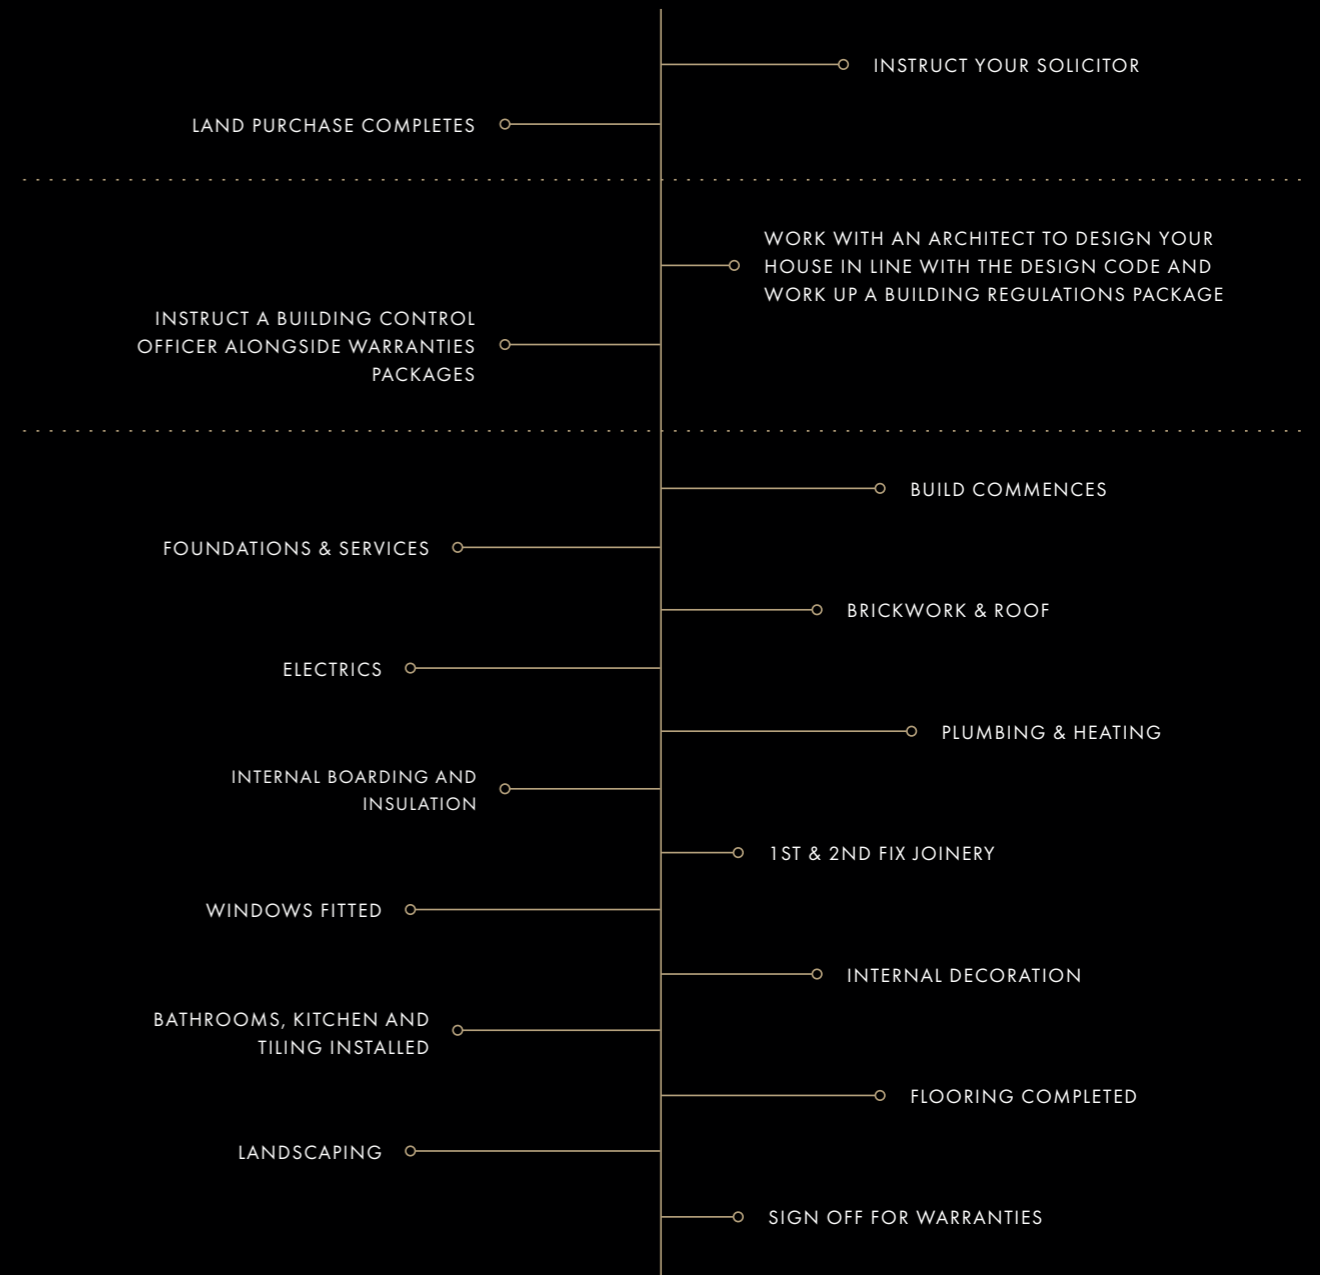 INSTRUCT YOUR SOLICITOR
LAND PURCHASE COMPLETES
WORK WITH AN ARCHITECT TO DESIGN YOUR
HOUSE IN LINE WITH THE DESIGN CODE AND
WORK UP A BUILDING REGULATIONS PACKAGE
INSTRUCT A BUILDING CONTROL
OFFICER ALONGSIDE WARRANTIES
PACKAGES
BUILD COMMENCES
FOUNDATIONS & SERVICES
BRICKWORK & ROOF
ELECTRICS
PLUMBING & HEATING
INTERNAL BOARDING AND
INSULATION
1ST & 2ND FIX JOINERY
WINDOWS FITTED
INTERNAL DECORATION
BATHROOMS, KITCHEN AND
TILING INSTALLED
FLOORING COMPLETED
LANDSCAPING
SIGN OFF FOR WARRANTIES